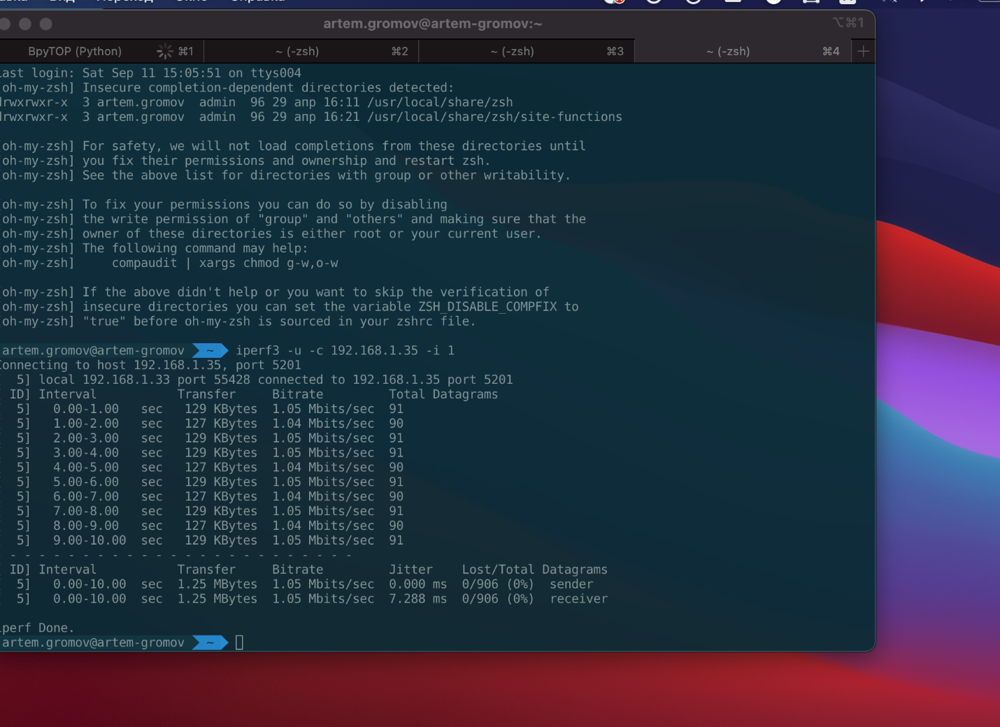 Вид Переход Окно Справка
artem.gromov@artem-gromov:~ ⌥⌘1
BpyTOP (Python) ⌘1 ~ (-zsh) ⌘2 ~ (-zsh) ⌘3 ~ (-zsh) ⌘4 +
ast login: Sat Sep 11 15:05:51 on ttys004
oh-my-zsh] Insecure completion-dependent directories detected:
drwxrwxr-x 3 artem.gromov admin 96 29 апр 16:11 /usr/local/share/zsh
drwxrwxr-x 3 artem.gromov admin 96 29 апр 16:21 /usr/local/share/zsh/site-functions
oh-my-zsh] For safety, we will not load completions from these directories until
oh-my-zsh] you fix their permissions and ownership and restart zsh.
oh-my-zsh] See the above list for directories with group or other writability.
oh-my-zsh] To fix your permissions you can do so by disabling
oh-my-zsh] the write permission of "group" and "others" and making sure that the
oh-my-zsh] owner of these directories is either root or your current user.
oh-my-zsh] The following command may help:
oh-my-zsh] compaudit | xargs chmod g-w,o-w
oh-my-zsh] If the above didn't help or you want to skip the verification of
oh-my-zsh] insecure directories you can set the variable ZSH_DISABLE_COMPFIX to
oh-my-zsh] "true" before oh-my-zsh is sourced in your zshrc file.
artem.gromov@artem-gromov ~ iperf3 -u -c 192.168.1.35 -i 1
Connecting to host 192.168.1.35, port 5201
5] local 192.168.1.33 port 55428 connected to 192.168.1.35 port 5201
ID] Interval Transfer Bitrate Total Datagrams
5] 0.00-1.00 sec 129 KBytes 1.05 Mbits/sec 91
5] 1.00-2.00 sec 127 KBytes 1.04 Mbits/sec 90
5] 2.00-3.00 sec 129 KBytes 1.05 Mbits/sec 91
5] 3.00-4.00 sec 129 KBytes 1.05 Mbits/sec 91
5] 4.00-5.00 sec 127 KBytes 1.04 Mbits/sec 90
5] 5.00-6.00 sec 129 KBytes 1.05 Mbits/sec 91
5] 6.00-7.00 sec 127 KBytes 1.04 Mbits/sec 90
5] 7.00-8.00 sec 129 KBytes 1.05 Mbits/sec 91
5] 8.00-9.00 sec 127 KBytes 1.04 Mbits/sec 90
5] 9.00-10.00 sec 129 KBytes 1.05 Mbits/sec 91
- - - - - - - - - - - - - - - - - - - - - - - -
ID] Interval Transfer Bitrate Jitter Lost/Total Datagrams
5] 0.00-10.00 sec 1.25 MBytes 1.05 Mbits/sec 0.000 ms 0/906 (0%) sender
5] 0.00-10.00 sec 1.25 MBytes 1.05 Mbits/sec 7.288 ms 0/906 (0%) receiver
iperf Done.
artem.gromov@artem-gromov ~